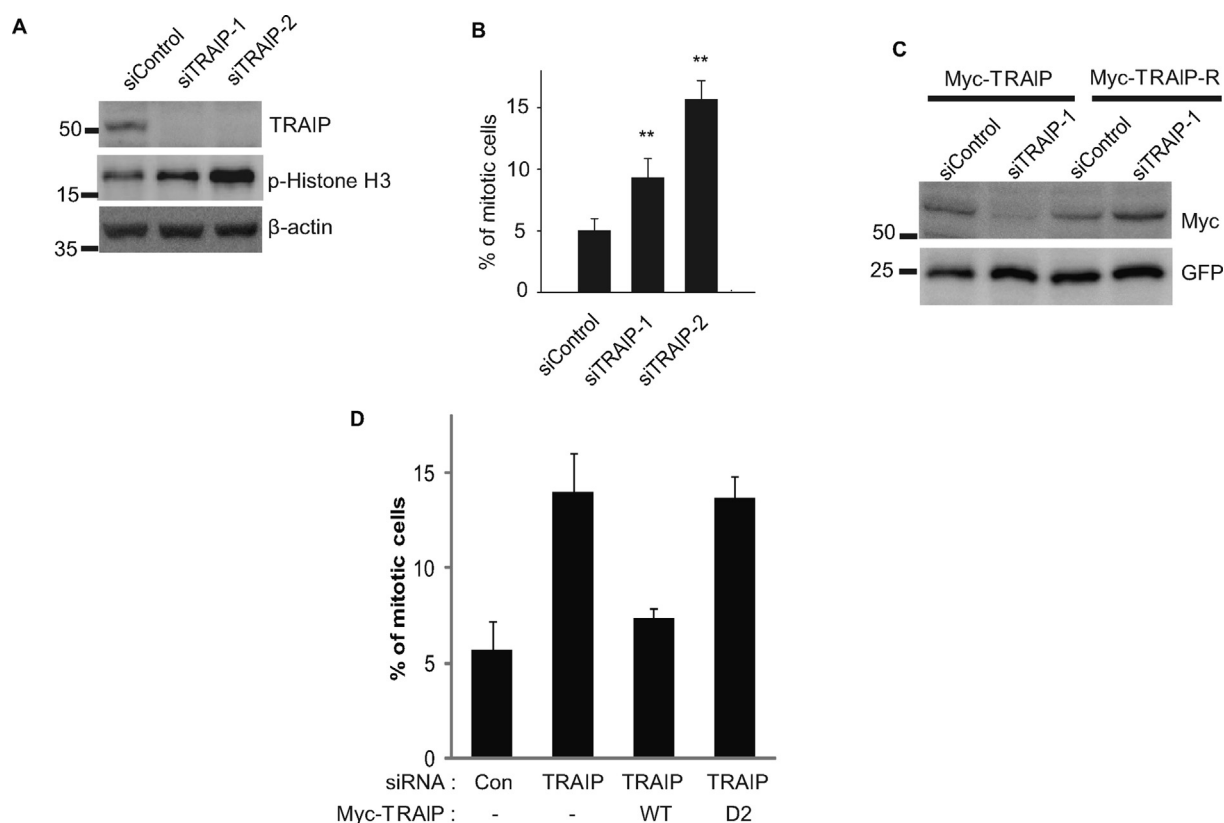 A
siControl
siTRAIP-1
siTRAIP-2
50
TRAIP
p-Histone H3
15
β-actin
35
B
% of mitotic cells
15
10
5
0
**
**
siControl
siTRAIP-1
siTRAIP-2
C
Myc-TRAIP Myc-TRAIP-R
siControl
siTRAIP-1
siControl
siTRAIP-1
50
Myc
25
GFP
D
% of mitotic cells
15
10
5
0
siRNA : Con TRAIP TRAIP TRAIP
Myc-TRAIP : - - WT D2